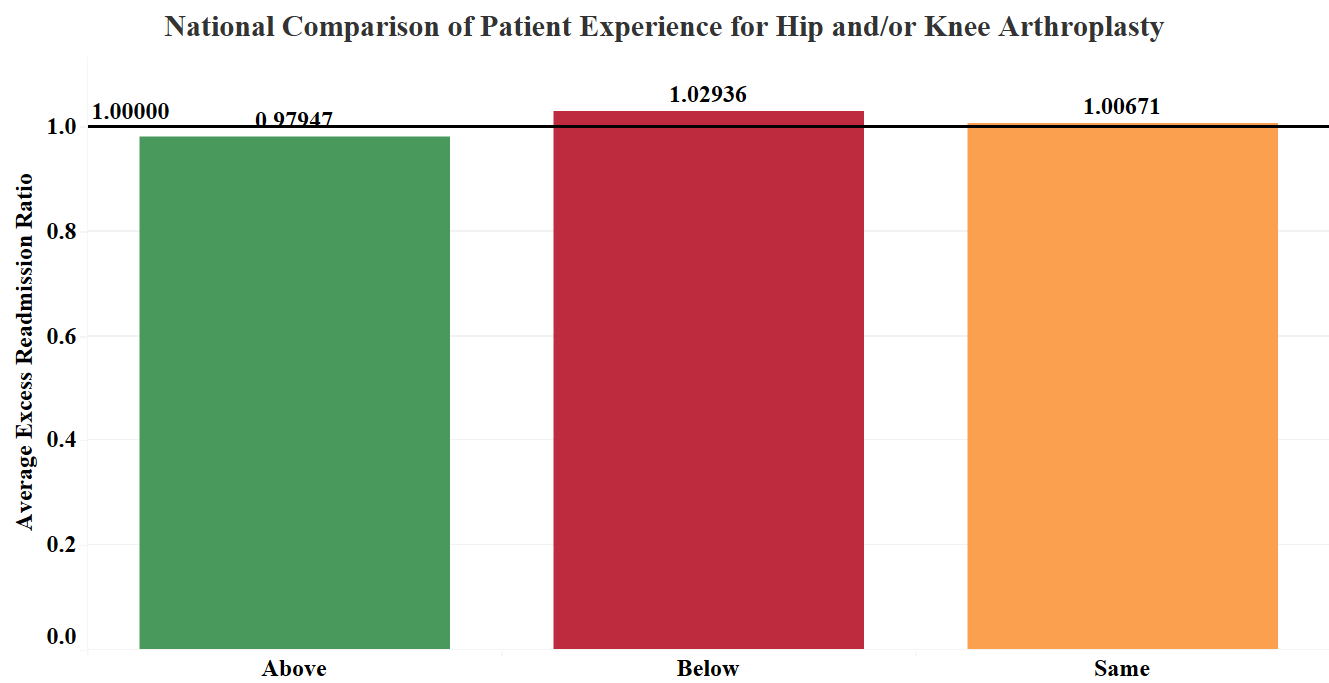 National Comparison of Patient Experience for Hip and/or Knee Arthroplasty
Average Excess Readmission Ratio
1.0
0.8
0.6
0.4
0.2
0.0
1.00000
0.97947
1.02936
1.00671
Above
Below
Same